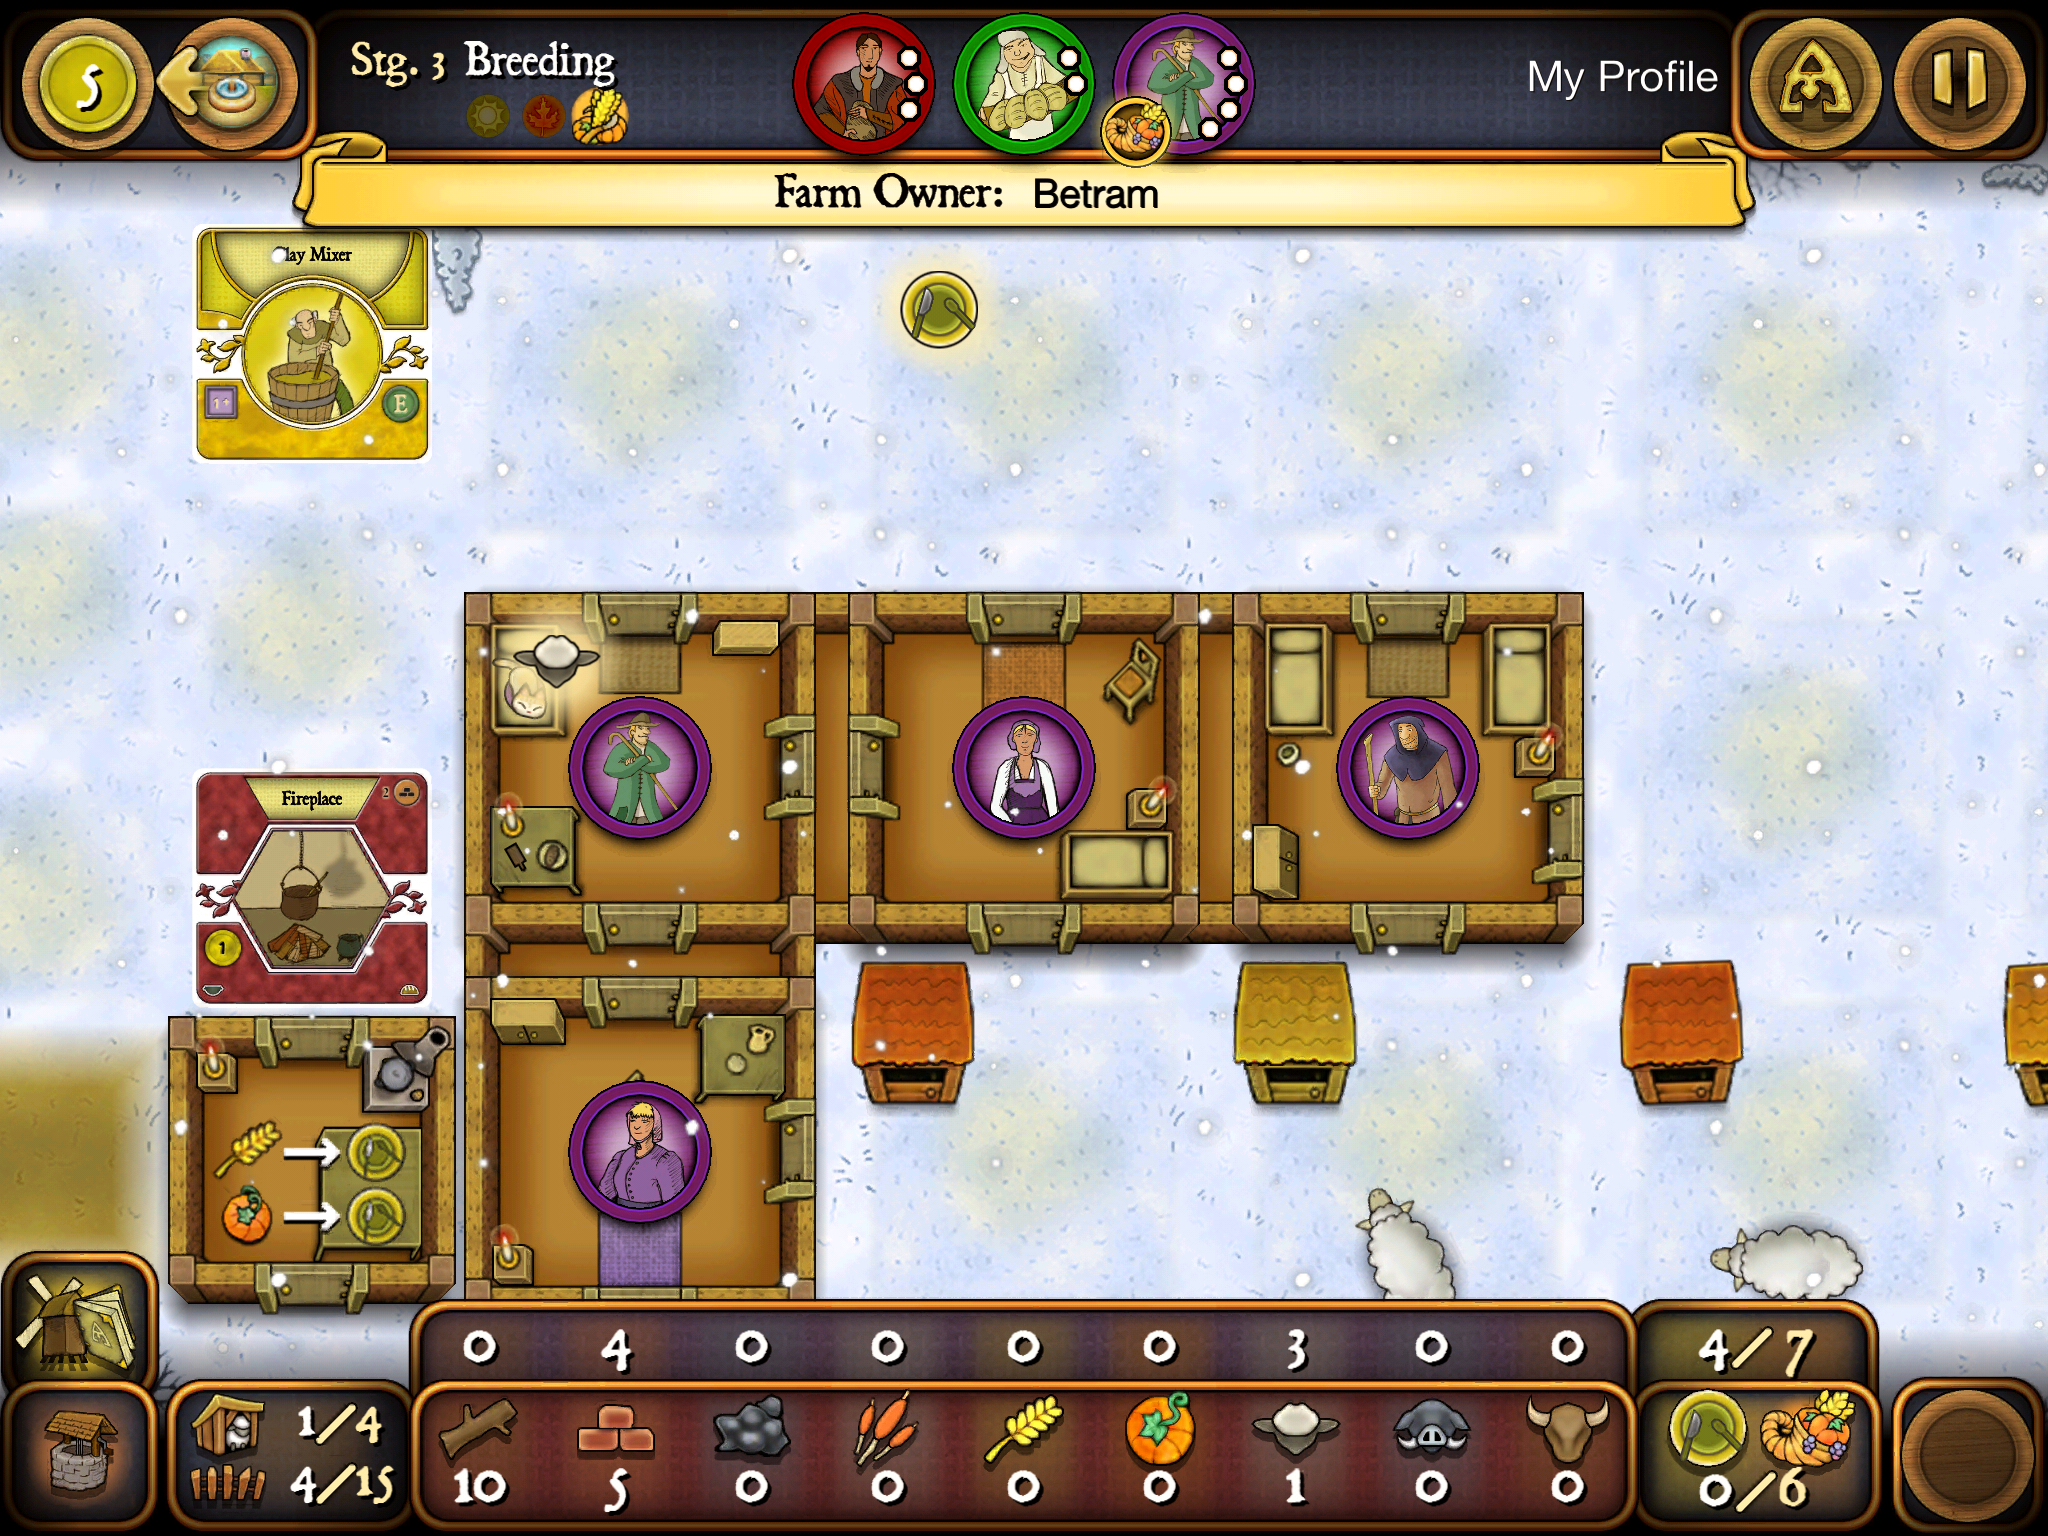 5
Stg. 3 Breeding
My Profile
Farm Owner: Betram
Clay Mixer
1+
E
Fireplace
2
1
0 4 0 0 0 0 3 0 0 4/7
1/4
4/15
10 5 0 0 0 0 1 0 0 0/6